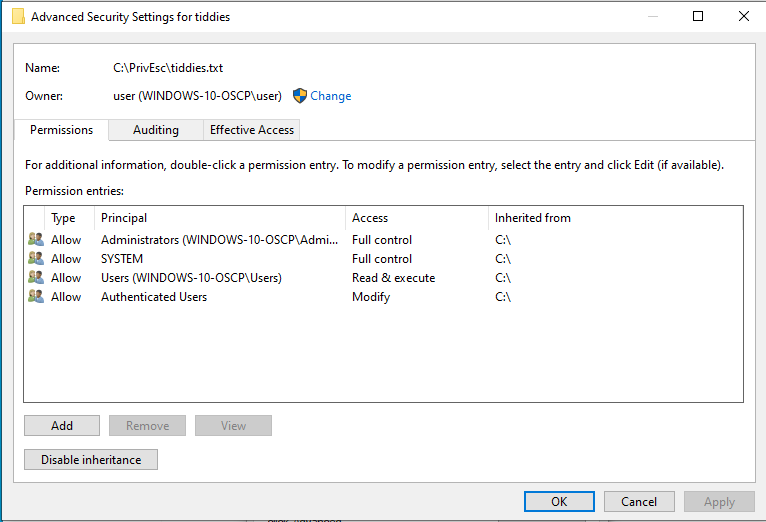 Advanced Security Settings for tiddies
Name: C:\PrivEsc\tiddies.txt
Owner: user (WINDOWS-10-OSCP\user) Change
Permissions Auditing Effective Access
For additional information, double-click a permission entry. To modify a permission entry, select the entry and click Edit (if available).
Permission entries:
Type Principal Access Inherited from
Allow Administrators (WINDOWS-10-OSCP\Admi... Full control C:\
Allow SYSTEM Full control C:\
Allow Users (WINDOWS-10-OSCP\Users) Read & execute C:\
Allow Authenticated Users Modify C:\
Add Remove View
Disable inheritance
OK Cancel Apply